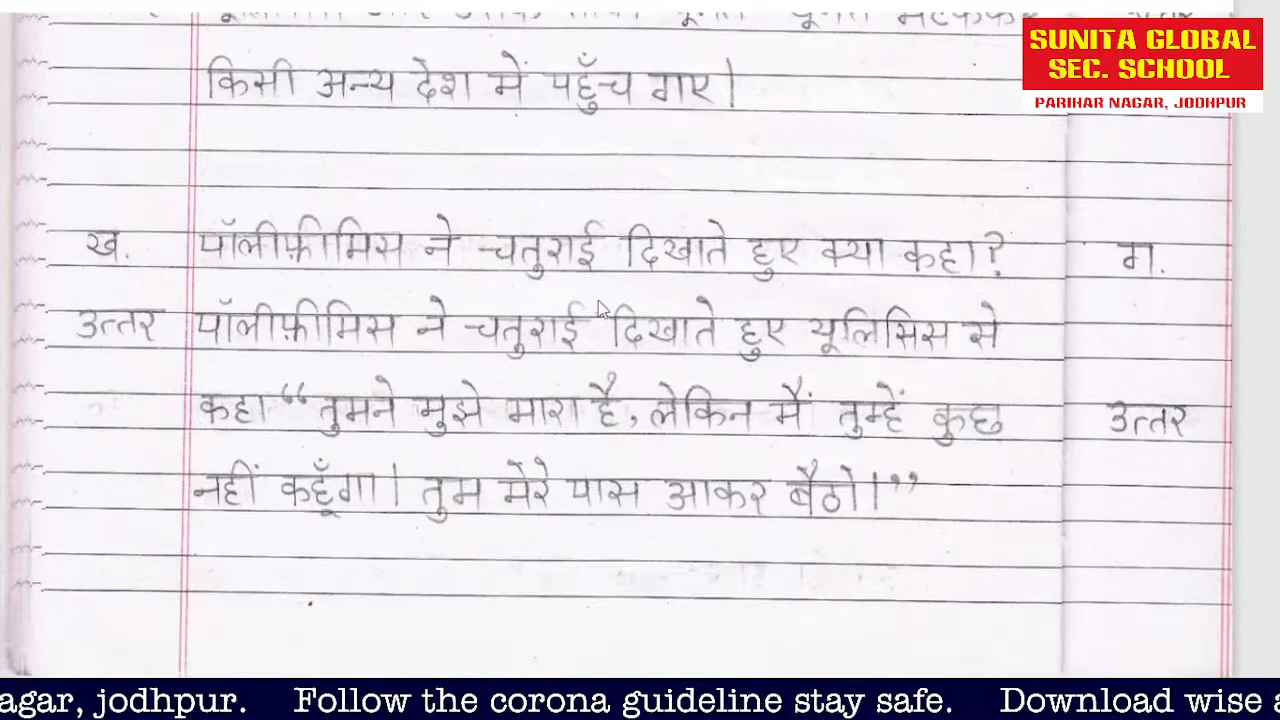 SUNITA GLOBAL
SEC. SCHOOL
PARIHAR NAGAR, JODHPUR
किसी अन्य देश में पहुँच गए।
ख. पॉलीफ़ीमिस ने चतुराई दिखाते हुए क्या कहा? ग.
उत्तर पॉलीफ़ीमिस ने चतुराई दिखाते हुए यूलिसिस से
कहा “तुमने मुझे मारा है, लेकिन मैं तुम्हें कुछ उत्तर
नहीं कहूँगा। तुम मेरे पास आकर बैठो।”
agar, jodhpur. Follow the corona guideline stay safe. Download wise a